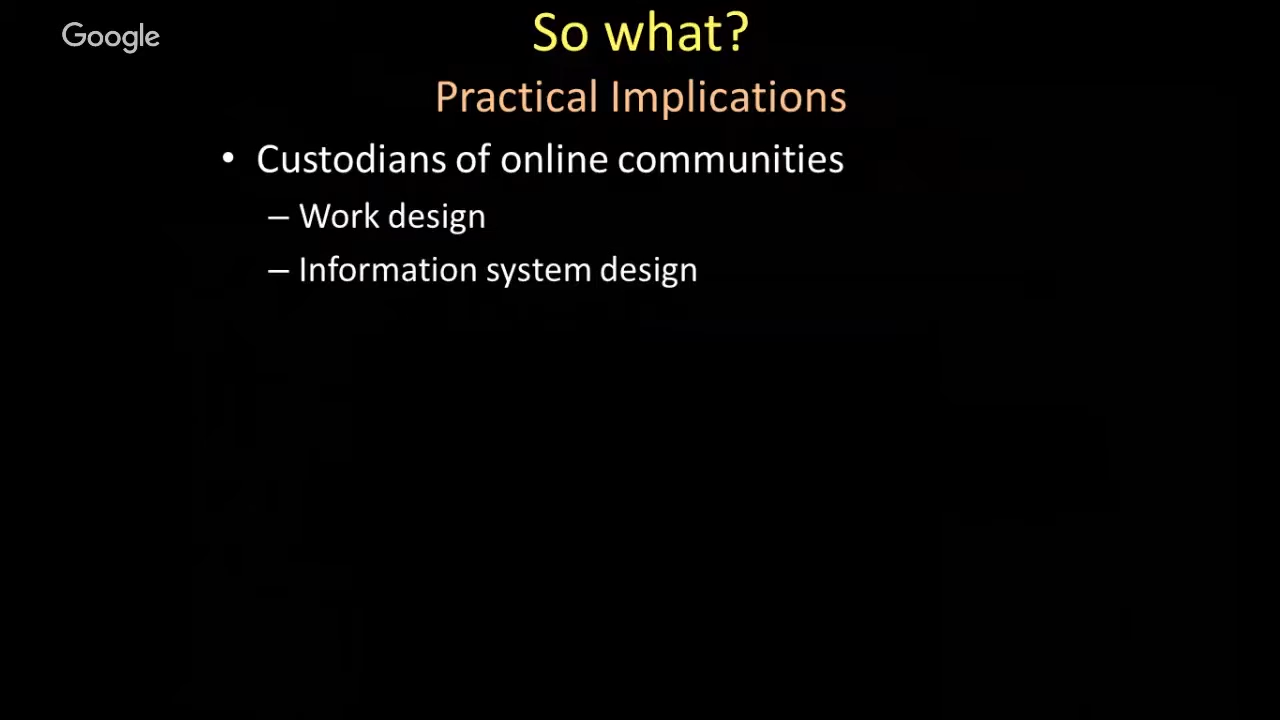 Google
So what?
Practical Implications
• Custodians of online communities
– Work design
– Information system design